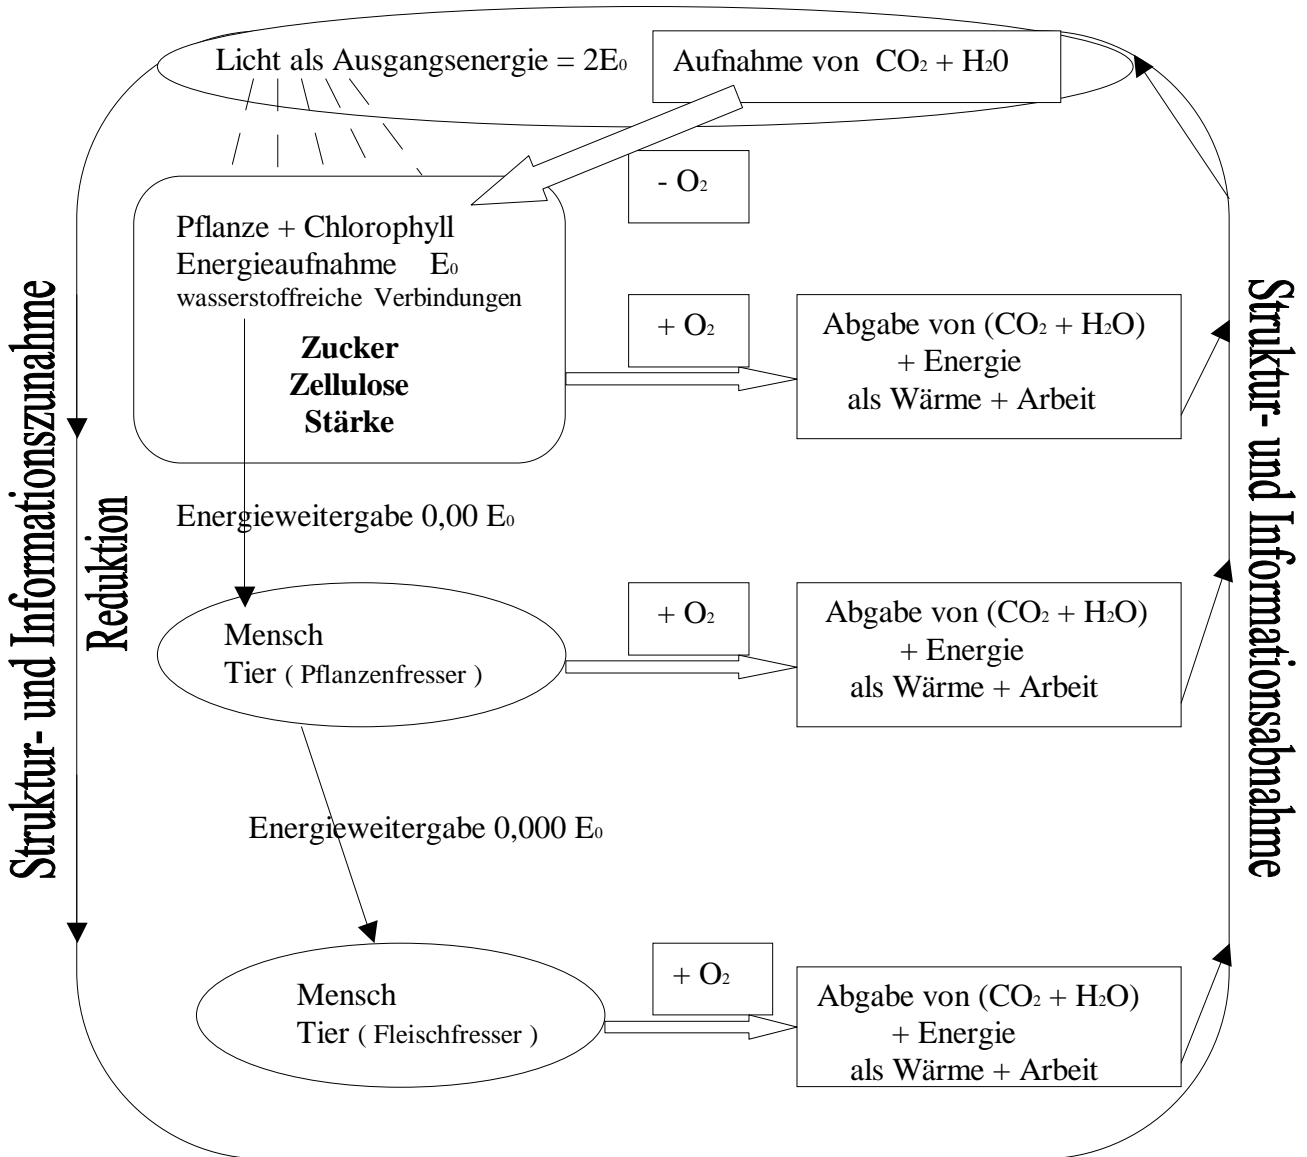 Licht als Ausgangsenergie = 2E₀
Aufnahme von CO₂ + H₂0
- O₂
Pflanze + Chlorophyll
Energieaufnahme E₀
wasserstoffreiche Verbindungen
Zucker
Zellulose
Stärke
+ O₂
Abgabe von (CO₂ + H₂O)
+ Energie
als Wärme + Arbeit
Energieweitergabe 0,00 E₀
Mensch
Tier ( Pflanzenfresser )
+ O₂
Abgabe von (CO₂ + H₂O)
+ Energie
als Wärme + Arbeit
Energieweitergabe 0,000 E₀
Mensch
Tier ( Fleischfresser )
+ O₂
Abgabe von (CO₂ + H₂O)
+ Energie
als Wärme + Arbeit
Struktur- und Informationszunahme
Reduktion
Struktur- und Informationsabnahme